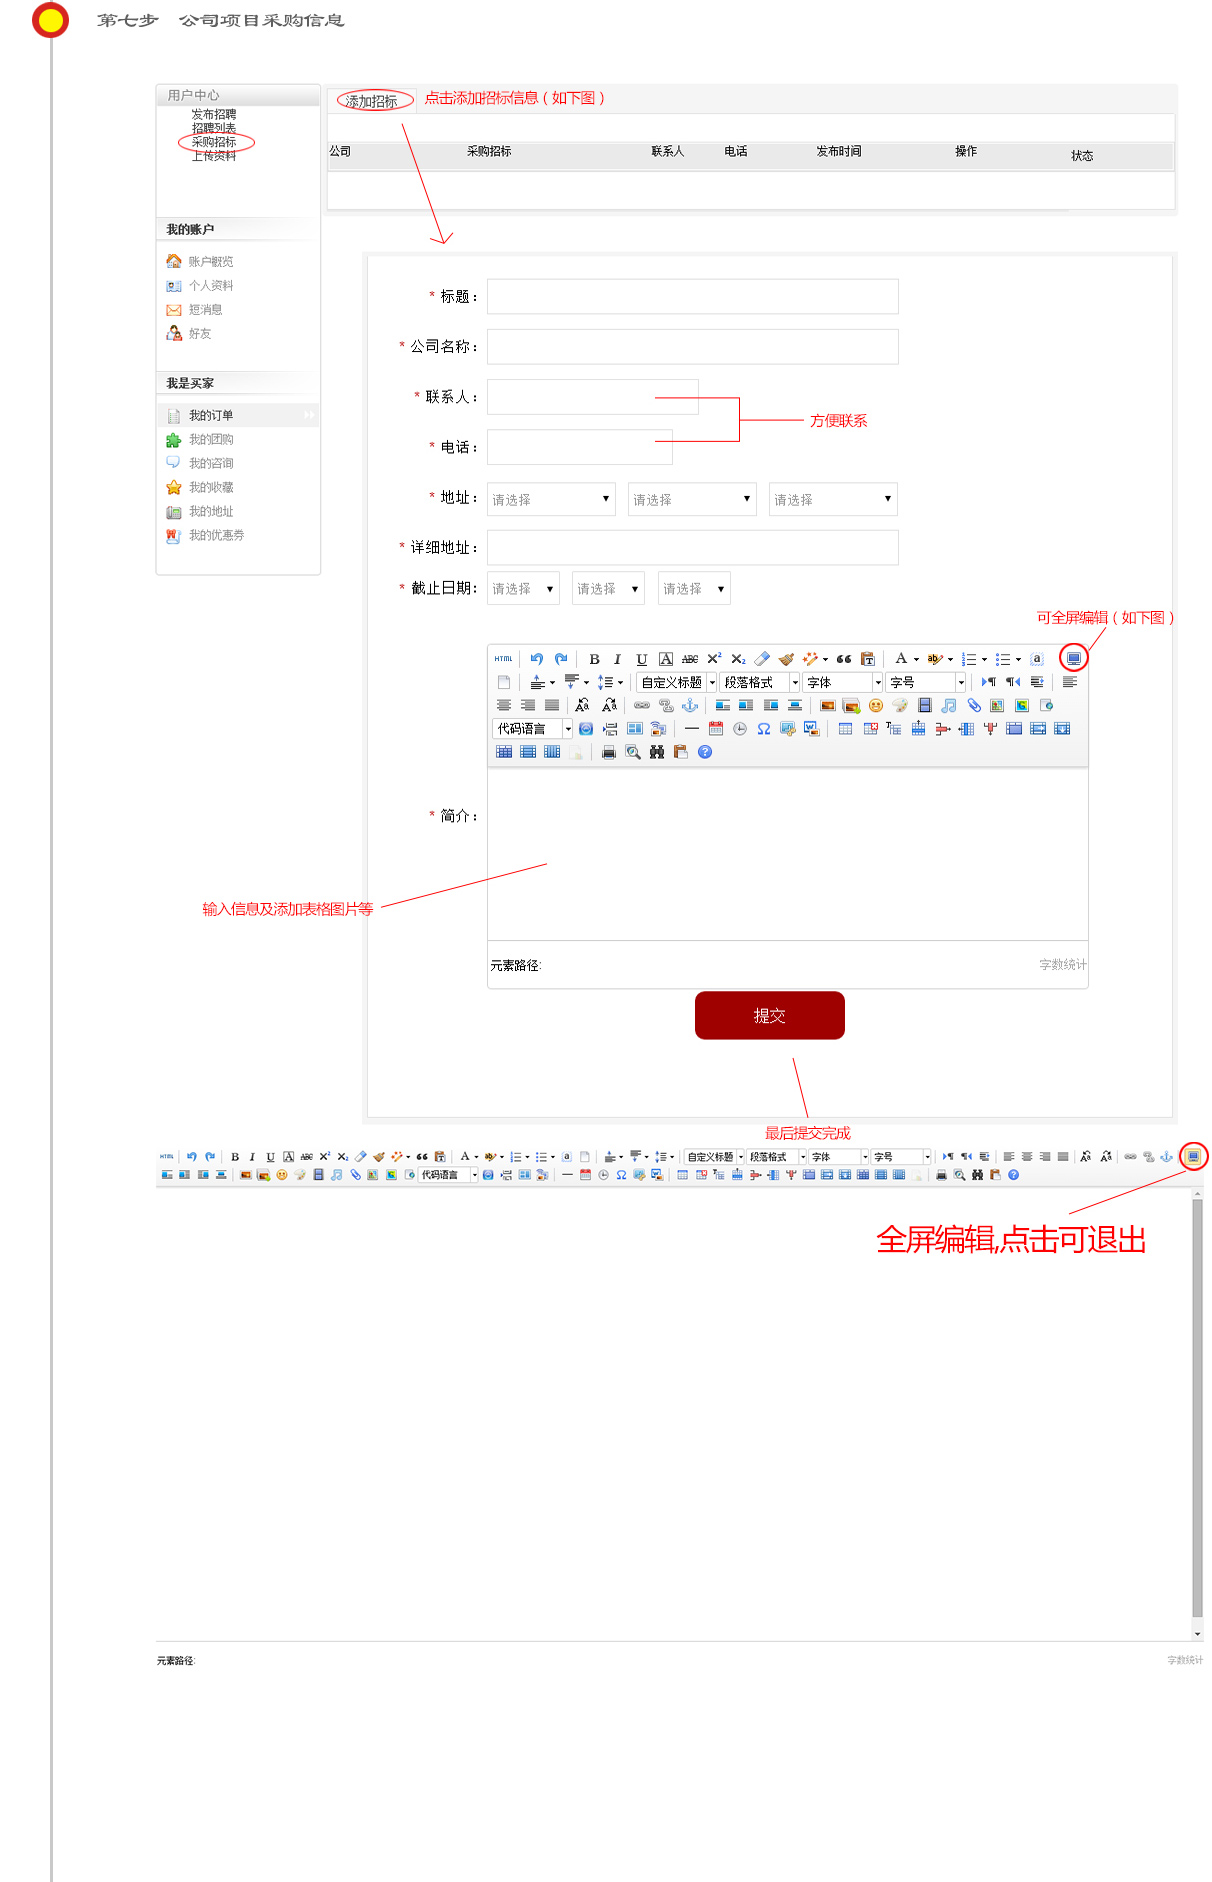 第七步 公司项目采购信息
用户中心
发布招聘
招聘列表
采购招标
上传资料
添加招标 点击添加招标信息（如下图）
公司 采购招标 联系人 电话 发布时间 操作 状态
我的账户
账户概览
个人资料
短消息
好友
我是买家
我的订单
我的团购
我的咨询
我的收藏
我的地址
我的优惠券
* 标题：
* 公司名称：
* 联系人：
方便联系
* 电话：
* 地址： 请选择 请选择 请选择
* 详细地址：
* 截止日期： 请选择 请选择 请选择
可全屏编辑（如下图）
HTML B I U A ABC X² X₂ T A ab a
自定义标题 段落格式 字体 字号
代码语言
* 简介：
输入信息及添加表格图片等
元素路径: 字数统计
提交
最后提交完成
HTML B I U A ABC X² X₂ T A ab a 自定义标题 段落格式 字体 字号
代码语言
全屏编辑,点击可退出
元素路径: 字数统计